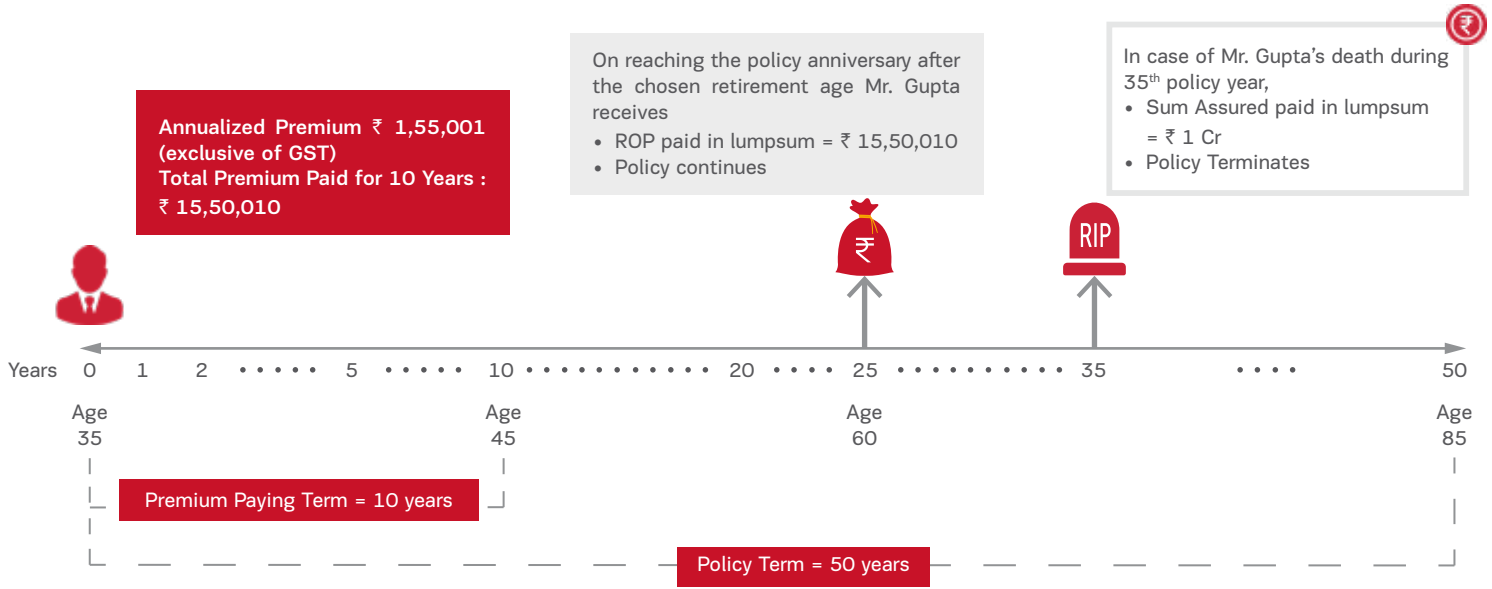 Annualized Premium ₹ 1,55,001
(exclusive of GST)
Total Premium Paid for 10 Years :
₹ 15,50,010
On reaching the policy anniversary after
the chosen retirement age Mr. Gupta
receives
• ROP paid in lumpsum = ₹ 15,50,010
• Policy continues
₹
In case of Mr. Gupta's death during
35th policy year,
• Sum Assured paid in lumpsum
= ₹ 1 Cr
• Policy Terminates
₹
RIP
Years 0 1 2 ..... 5 ..... 10 ........... 20 .... 25 .......... 35 .... 50
Age Age Age Age
35 45 60 85
Premium Paying Term = 10 years
Policy Term = 50 years